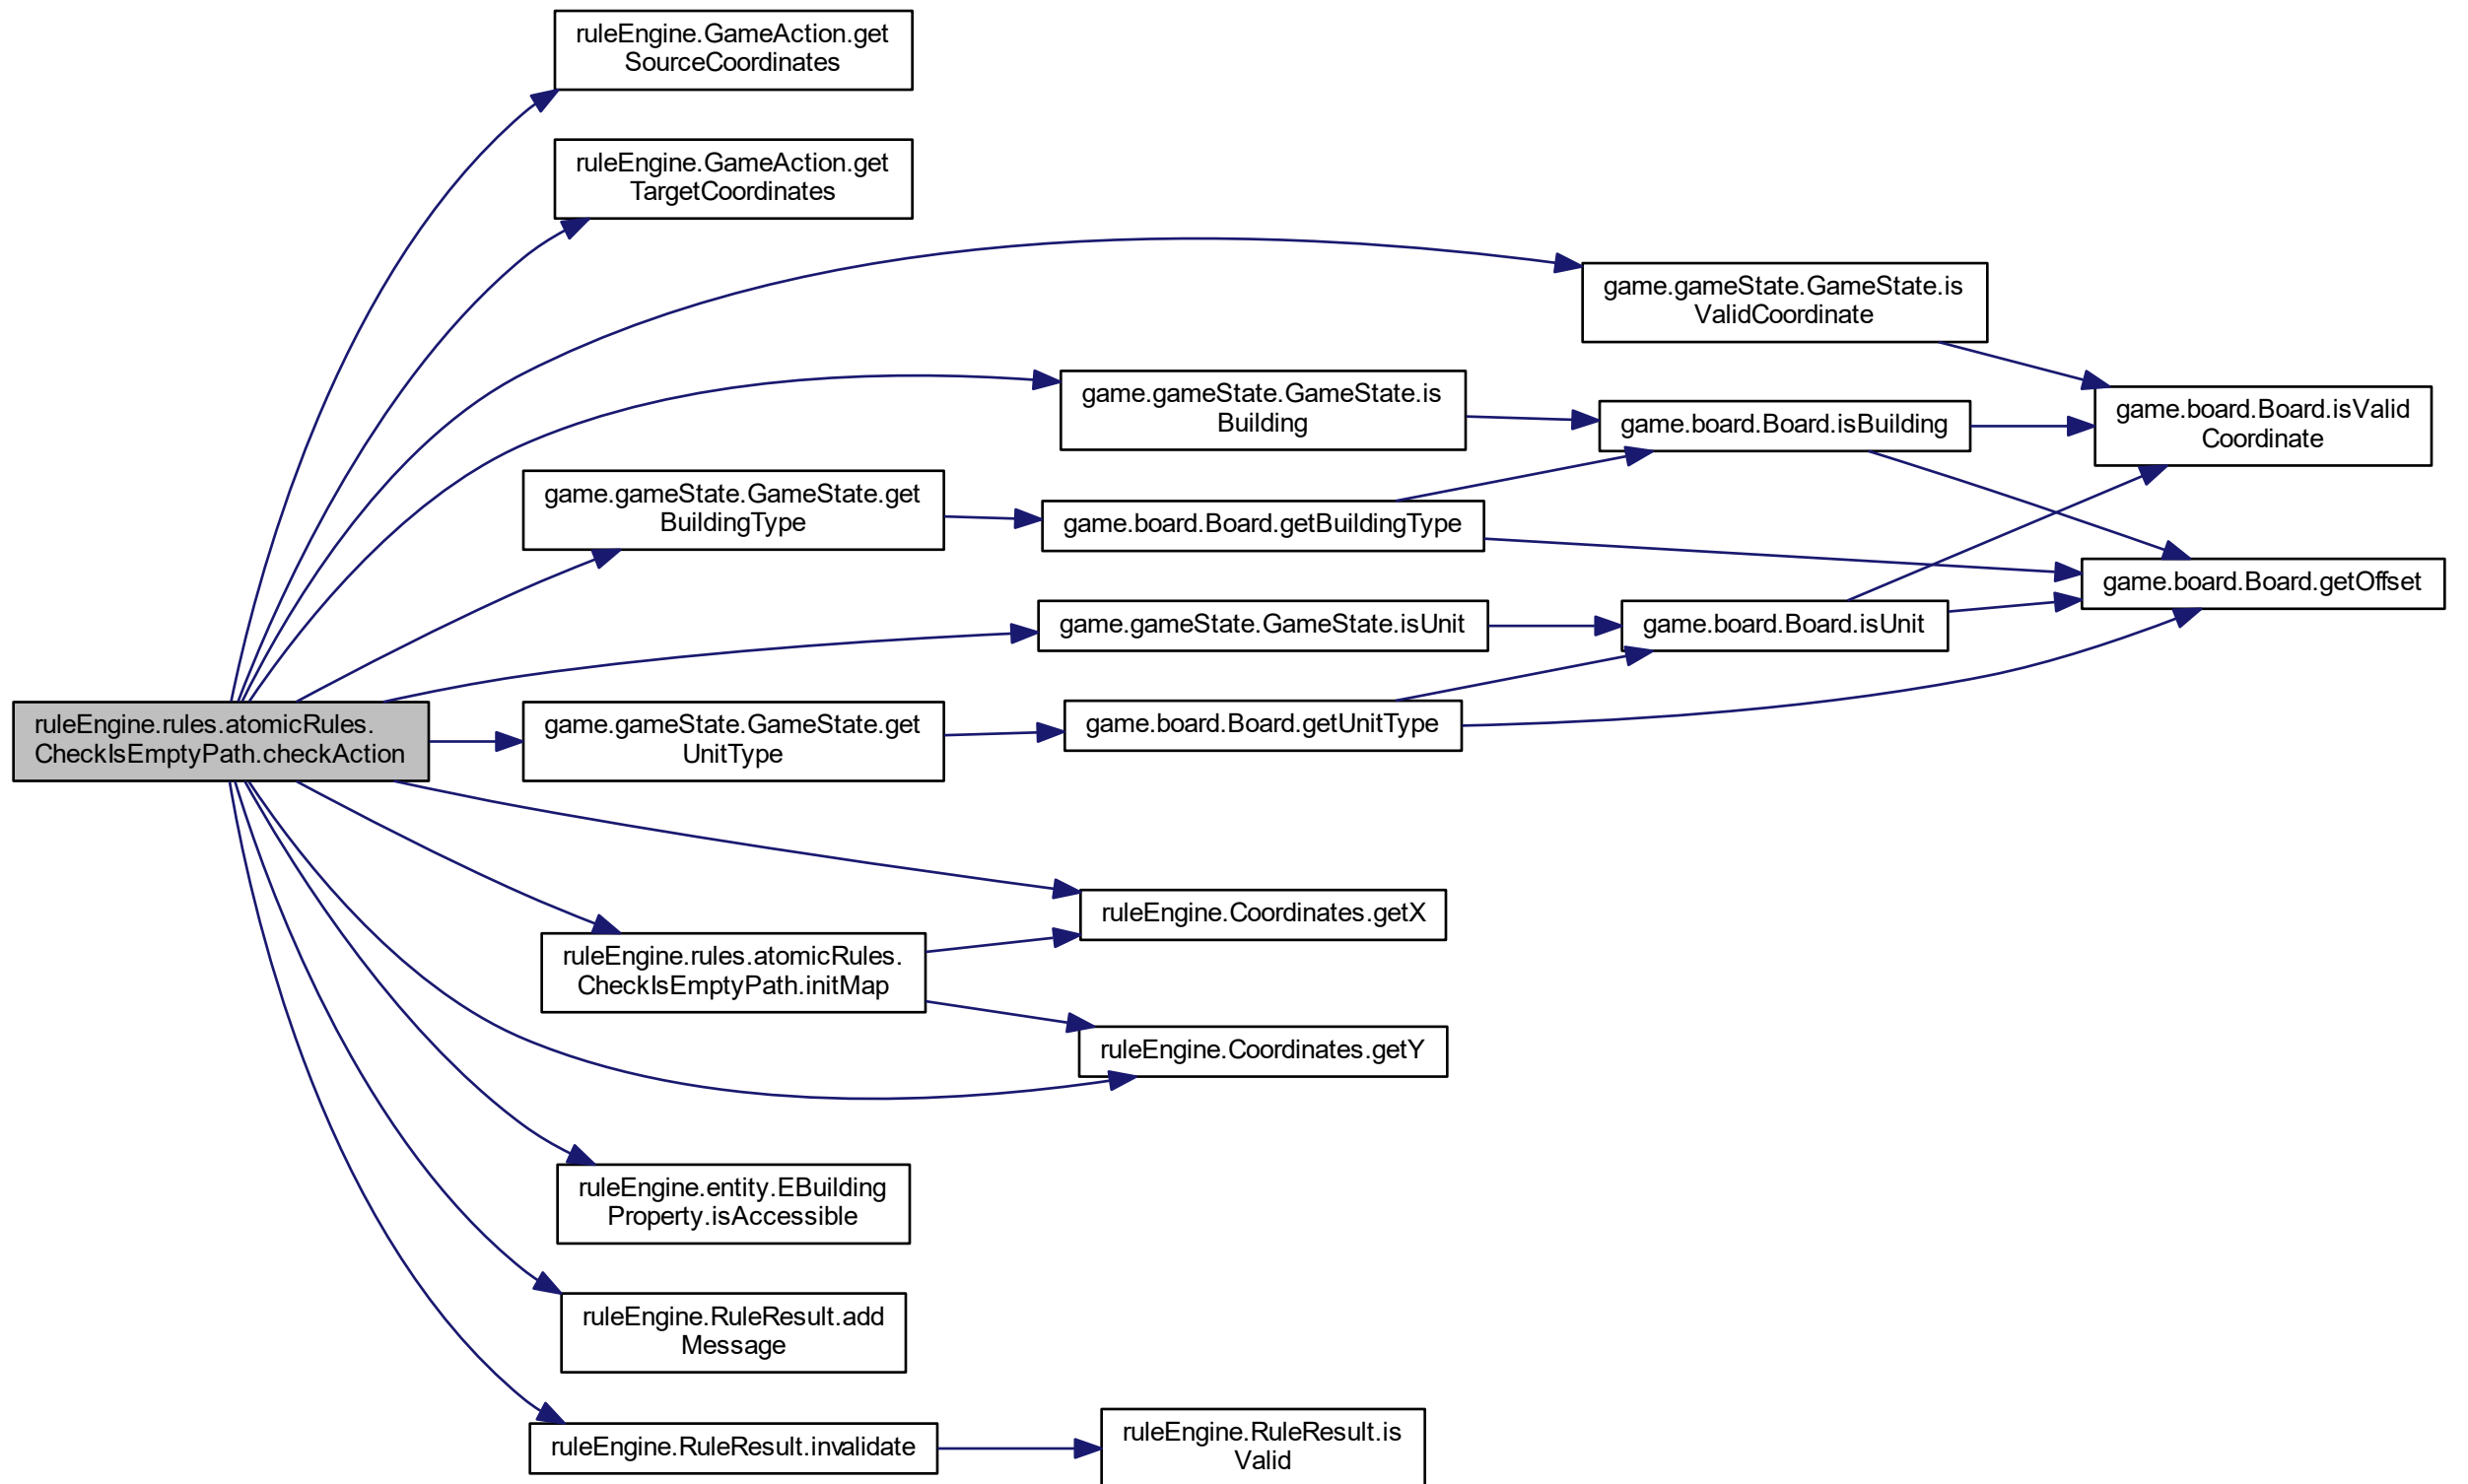 ruleEngine.GameAction.get
SourceCoordinates
ruleEngine.GameAction.get
TargetCoordinates
game.gameState.GameState.is
ValidCoordinate
game.gameState.GameState.is
Building
game.board.Board.isBuilding
game.board.Board.isValid
Coordinate
game.gameState.GameState.get
BuildingType
game.board.Board.getBuildingType
game.board.Board.getOffset
game.gameState.GameState.isUnit
game.board.Board.isUnit
ruleEngine.rules.atomicRules.
CheckIsEmptyPath.checkAction
game.gameState.GameState.get
UnitType
game.board.Board.getUnitType
ruleEngine.Coordinates.getX
ruleEngine.rules.atomicRules.
CheckIsEmptyPath.initMap
ruleEngine.Coordinates.getY
ruleEngine.entity.EBuilding
Property.isAccessible
ruleEngine.RuleResult.add
Message
ruleEngine.RuleResult.invalidate
ruleEngine.RuleResult.is
Valid